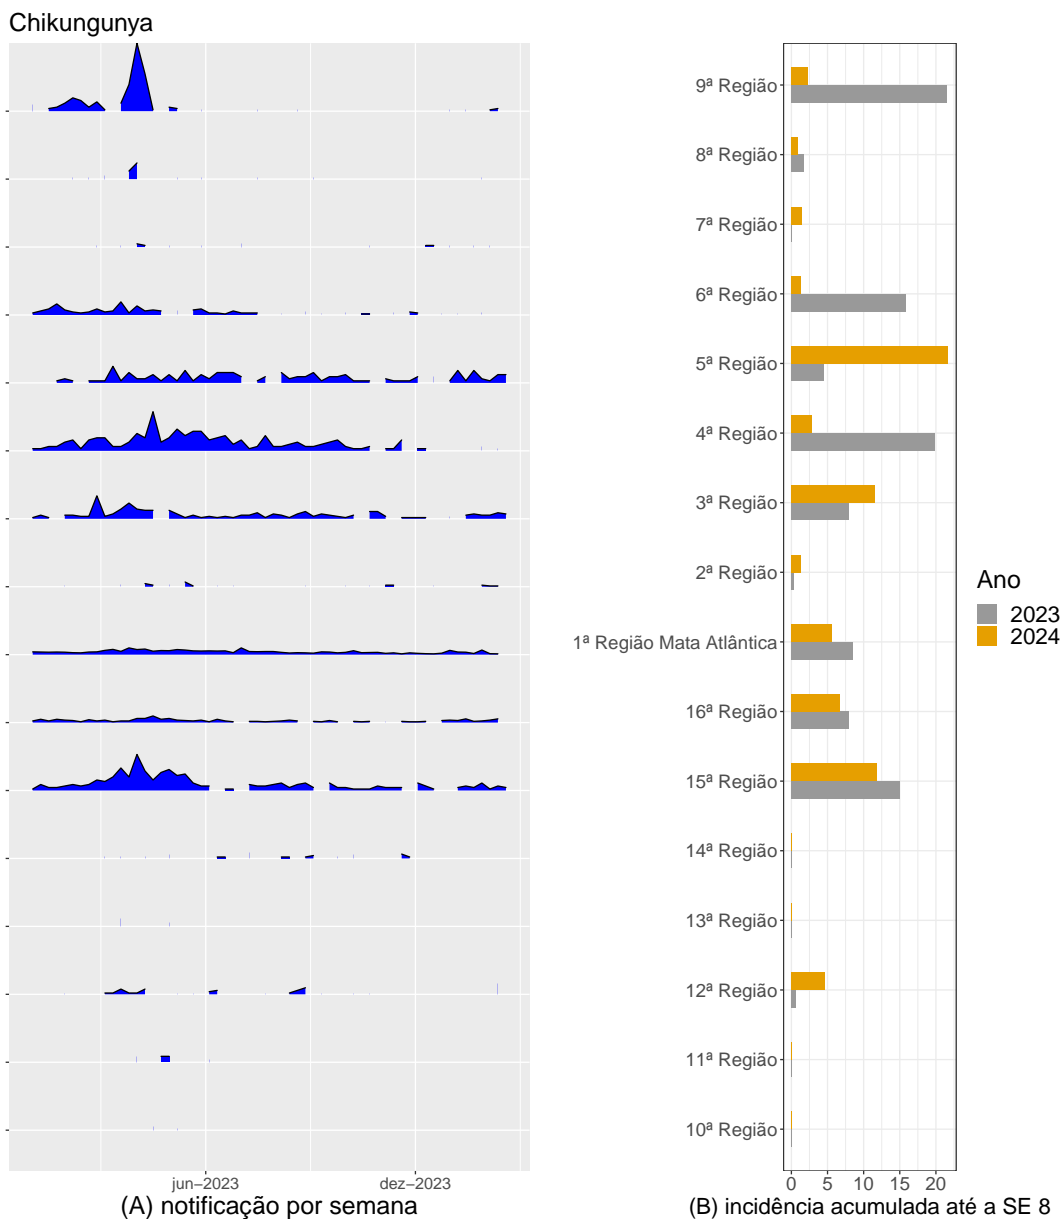 Chikungunya
9ª Região
8ª Região
7ª Região
6ª Região
5ª Região
4ª Região
3ª Região
2ª Região
1ª Região Mata Atlântica
16ª Região
15ª Região
14ª Região
13ª Região
12ª Região
11ª Região
10ª Região
Ano
2023
2024
jun−2023 dez−2023
(A) notificação por semana
0 5 10 15 20
(B) incidência acumulada até a SE 8